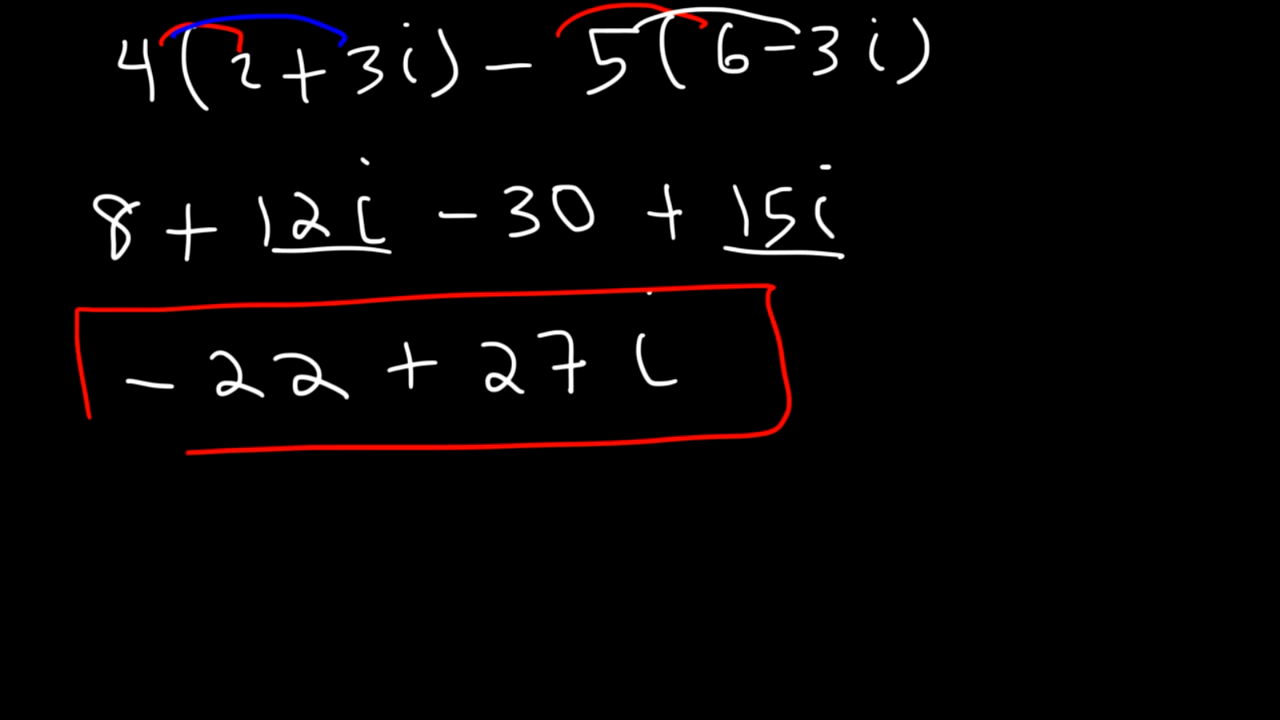 4(2+3i) - 5(6-3i)
8 + 12i - 30 + 15i
- 22 + 27i